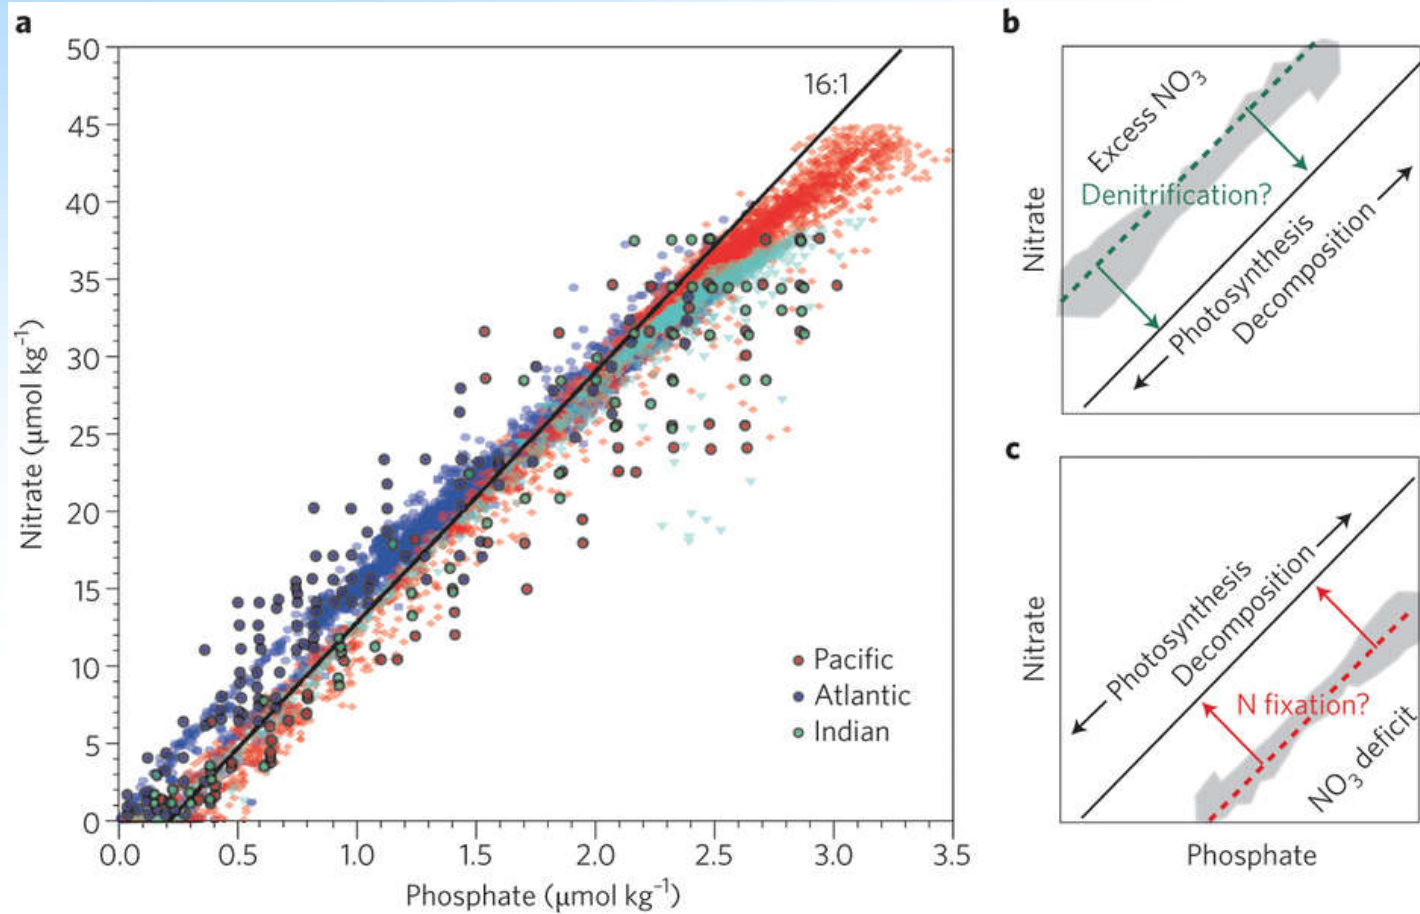 a
50
45
40
35
30
25
20
15
10
5
0
Nitrate (μmol kg⁻¹)
16:1
Pacific
Atlantic
Indian
0.0 0.5 1.0 1.5 2.0 2.5 3.0 3.5
Phosphate (μmol kg⁻¹)
b
Nitrate
Excess NO₃
Denitrification?
Photosynthesis
Decomposition
c
Nitrate
Photosynthesis
Decomposition
N fixation?
NO₃ deficit
Phosphate